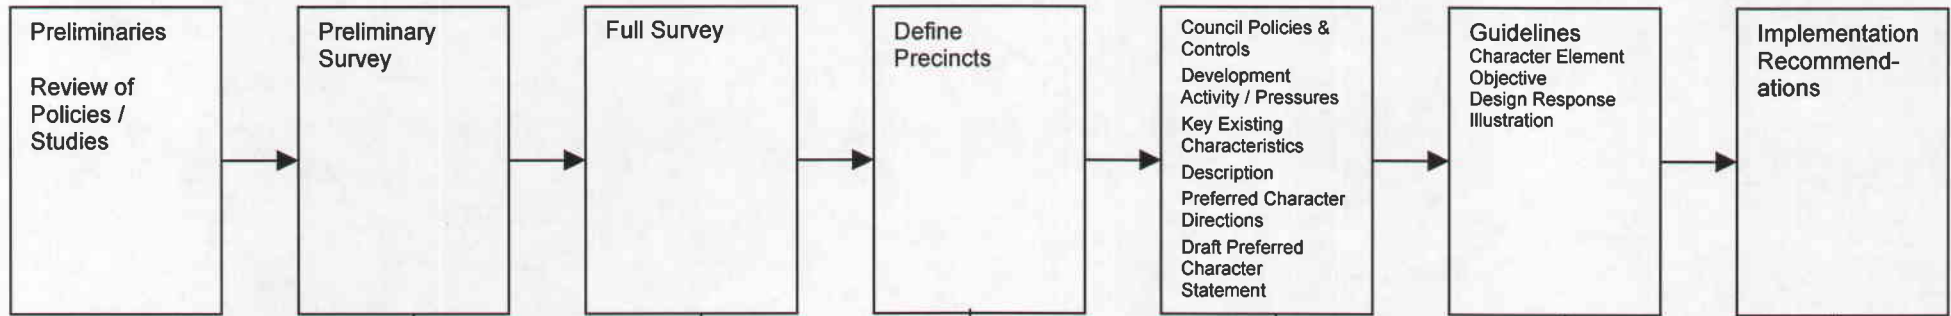 Preliminaries
Review of
Policies /
Studies
Preliminary
Survey
Full Survey
Define
Precincts
Council Policies &
Controls
Development
Activity / Pressures
Key Existing
Characteristics
Description
Preferred Character
Directions
Draft Preferred
Character
Statement
Guidelines
Character Element
Objective
Design Response
Illustration
Implementation
Recommend-
ations